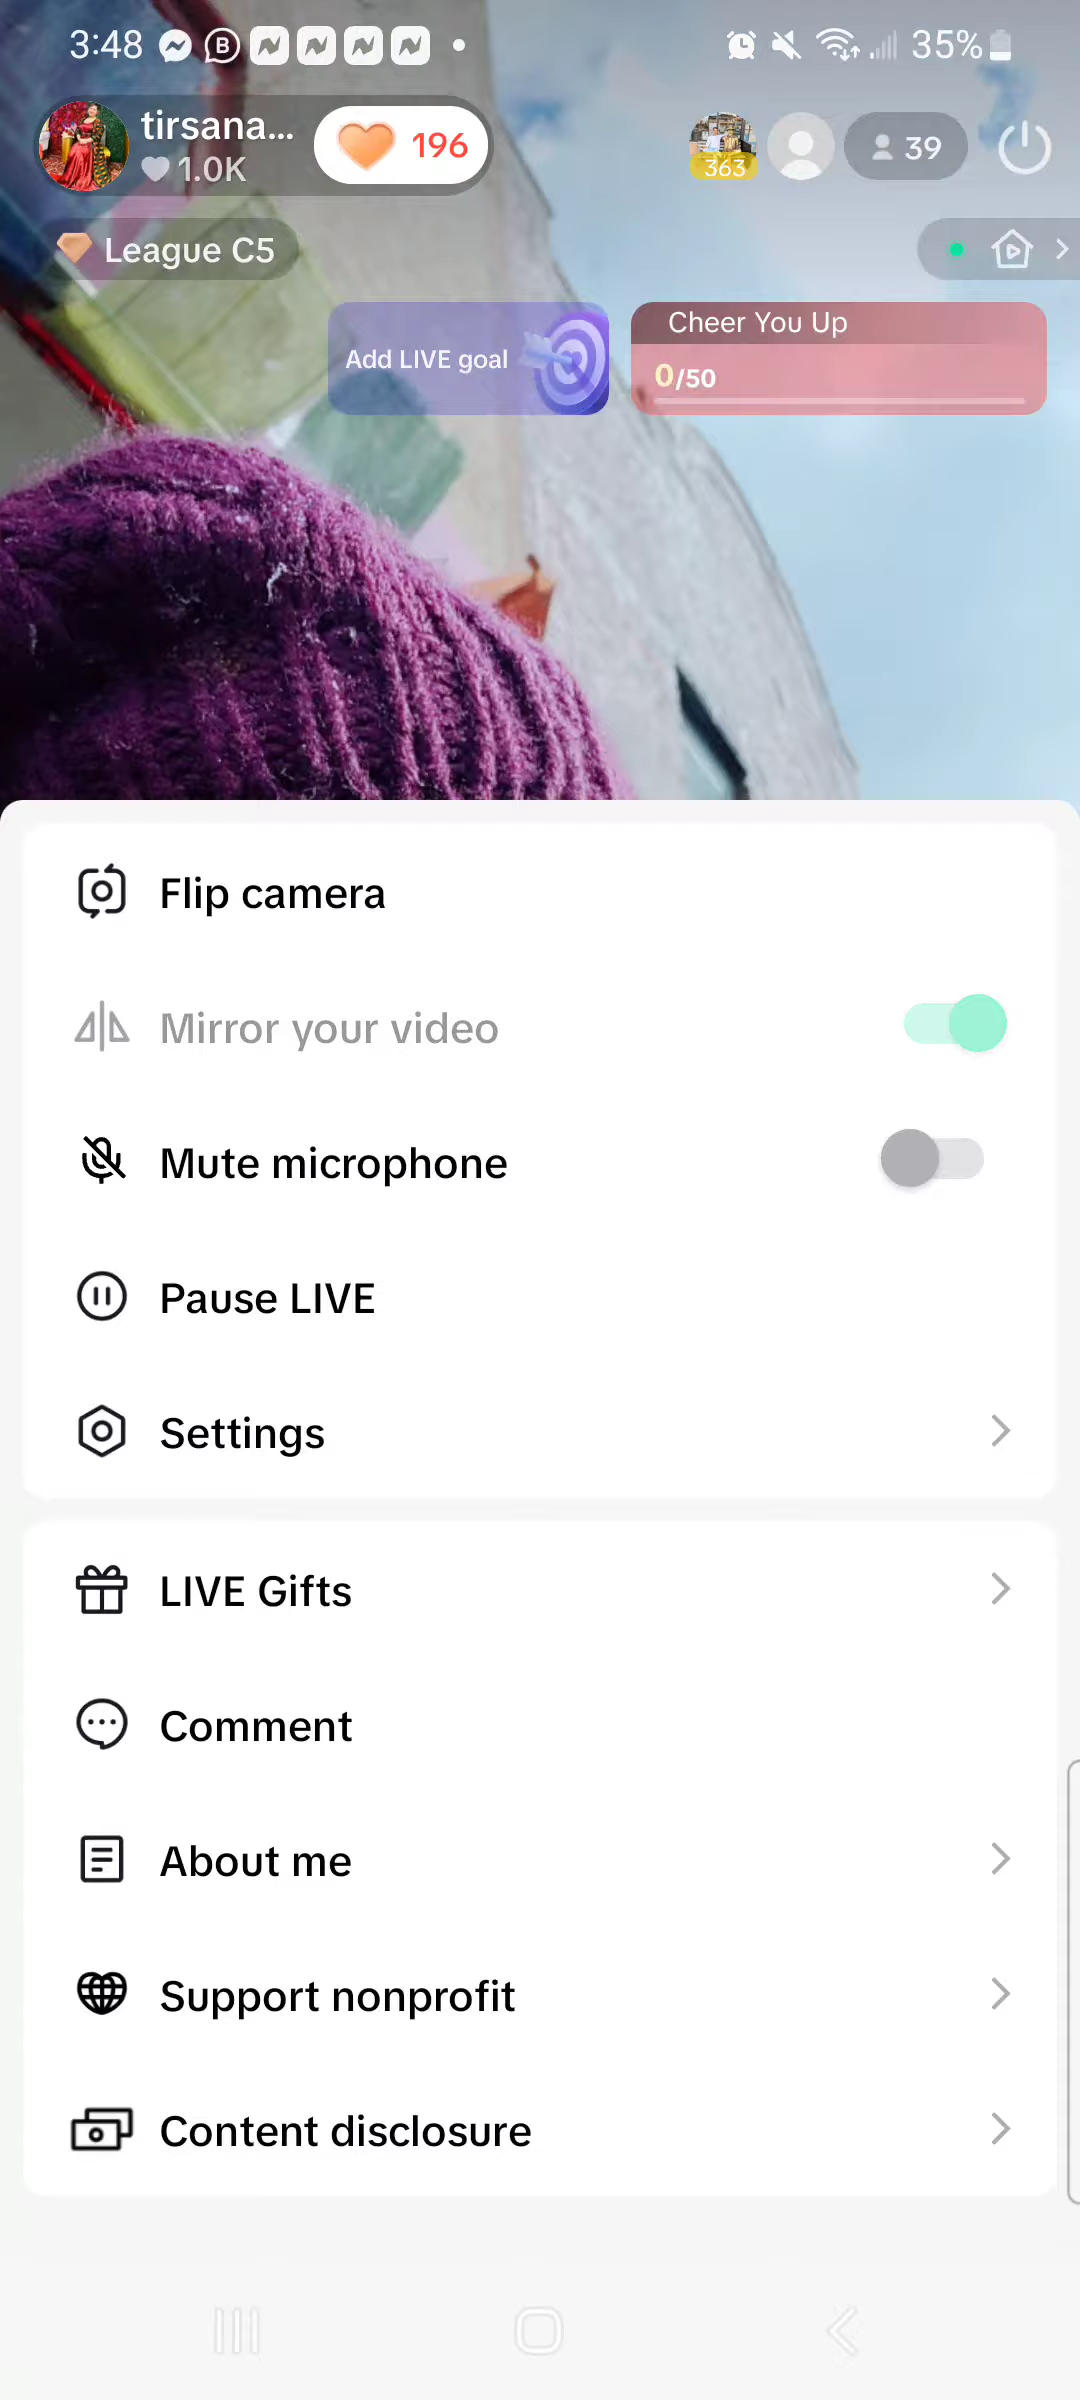 3:48
35%
tirsana...
1.0K
196
363
39
League C5
Add LIVE goal
Cheer You Up
0/50
Flip camera
Mirror your video
Mute microphone
Pause LIVE
Settings
LIVE Gifts
Comment
About me
Support nonprofit
Content disclosure